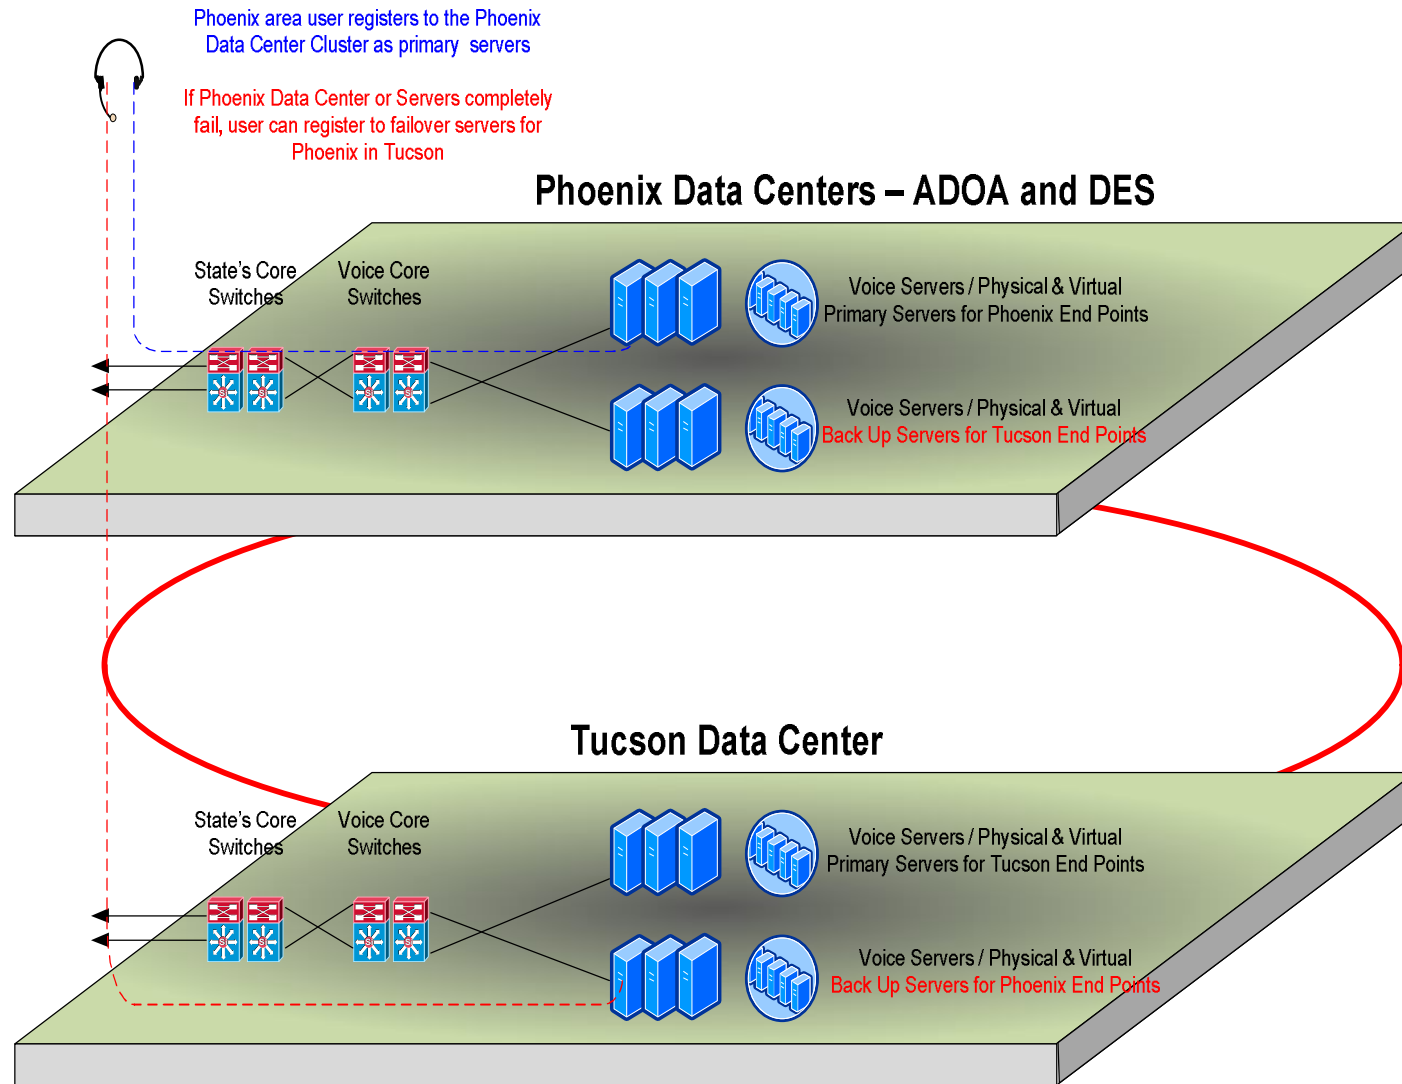 Phoenix area user registers to the Phoenix
Data Center Cluster as primary servers
If Phoenix Data Center or Servers completely
fail, user can register to failover servers for
Phoenix in Tucson
Phoenix Data Centers – ADOA and DES
State's Core
Switches
Voice Core
Switches
Voice Servers / Physical & Virtual
Primary Servers for Phoenix End Points
Voice Servers / Physical & Virtual
Back Up Servers for Tucson End Points
Tucson Data Center
State's Core
Switches
Voice Core
Switches
Voice Servers / Physical & Virtual
Primary Servers for Tucson End Points
Voice Servers / Physical & Virtual
Back Up Servers for Phoenix End Points